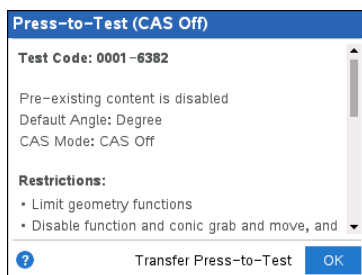 Press-to-Test (CAS Off)
Test Code: 0001-6382
Pre-existing content is disabled
Default Angle: Degree
CAS Mode: CAS Off
Restrictions:
• Limit geometry functions
• Disable function and conic grab and move, and
? Transfer Press-to-Test OK